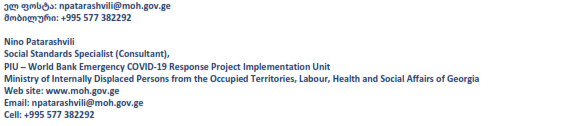 ელ ფოსტა: npatarashvili@moh.gov.ge
მობილური: +995 577 382292
Nino Patarashvili
Social Standards Specialist (Consultant),
PIU – World Bank Emergency COVID-19 Response Project Implementation Unit
Ministry of Internally Displaced Persons from the Occupied Territories, Labour, Health and Social Affairs of Georgia
Web site: www.moh.gov.ge
Email: npatarashvili@moh.gov.ge
Cell: +995 577 382292